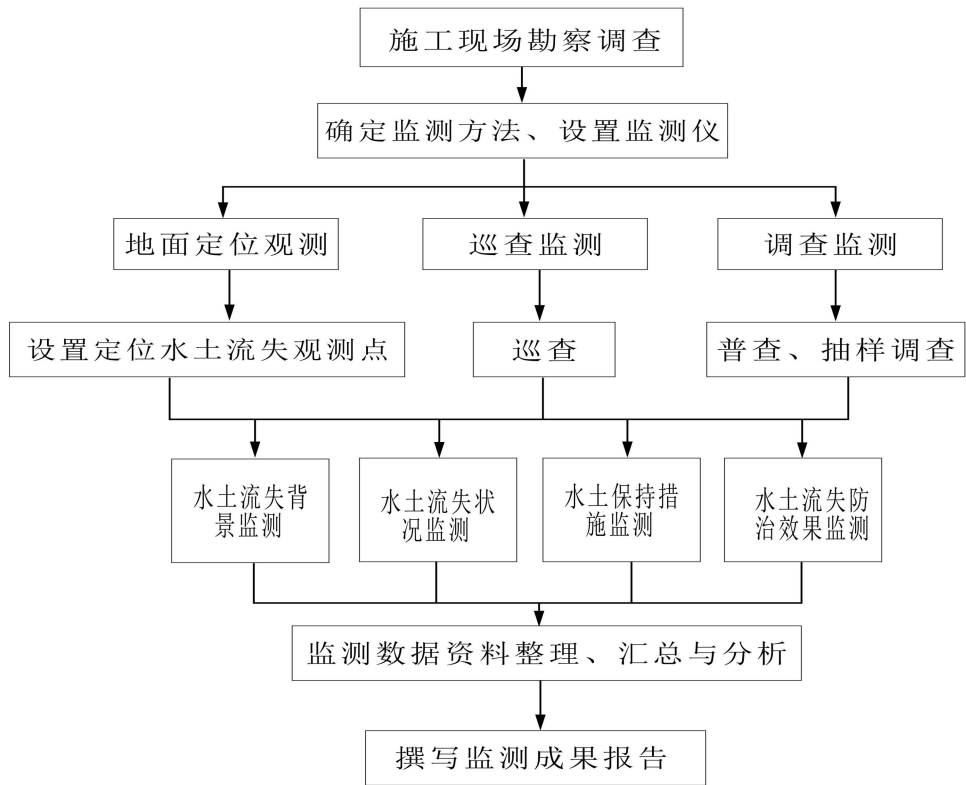 施工现场勘察调查
确定监测方法、设置监测仪
地面定位观测
巡查监测
调查监测
设置定位水土流失观测点
巡查
普查、抽样调查
水土流失背
景监测
水土流失状
况监测
水土保持措
施监测
水土流失防
治效果监测
监测数据资料整理、汇总与分析
撰写监测成果报告